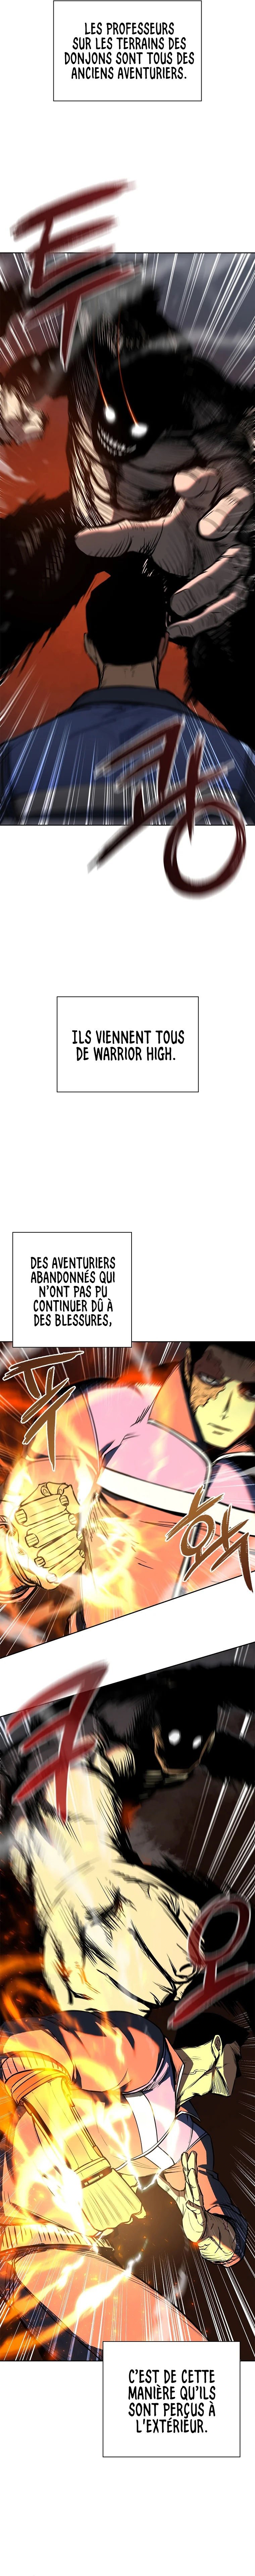 LES PROFESSEURS
SUR LES TERRAINS DES
DONJONS SONT TOUS DES
ANCIENS AVENTURIERS.
ILS VIENNENT TOUS
DE WARRIOR HIGH.
DES AVENTURIERS
ABANDONNÉS QUI
N'ONT PAS PU
CONTINUER DÛ À
DES BLESSURES,
C'EST DE CETTE
MANIÈRE QU'ILS
SONT PERÇUS À
L'EXTÉRIEUR.